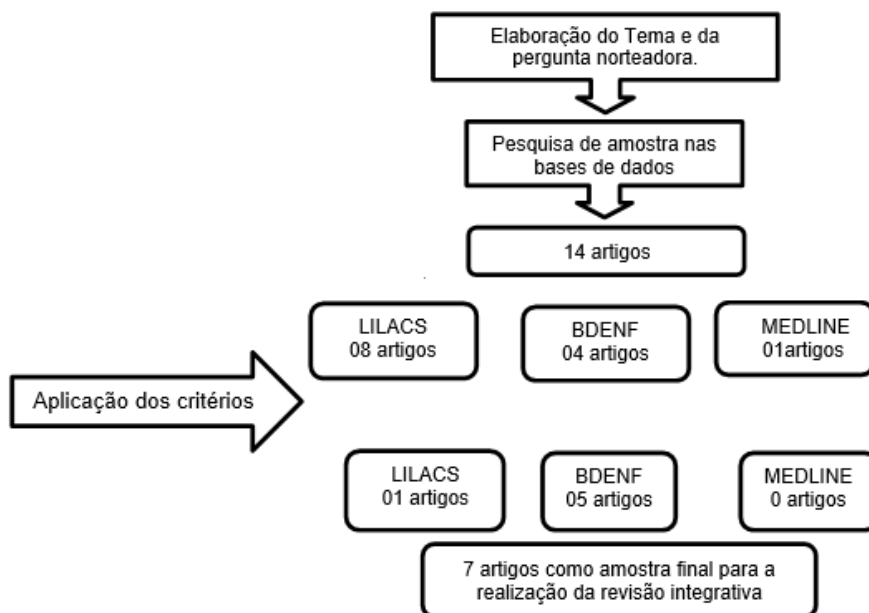 Elaboração do Tema e da
pergunta norteadora.
Pesquisa de amostra nas
bases de dados
14 artigos
LILACS
08 artigos
BDENF
04 artigos
MEDLINE
01artigos
Aplicação dos critérios
LILACS
01 artigos
BDENF
05 artigos
MEDLINE
0 artigos
7 artigos como amostra final para a
realização da revisão integrativa